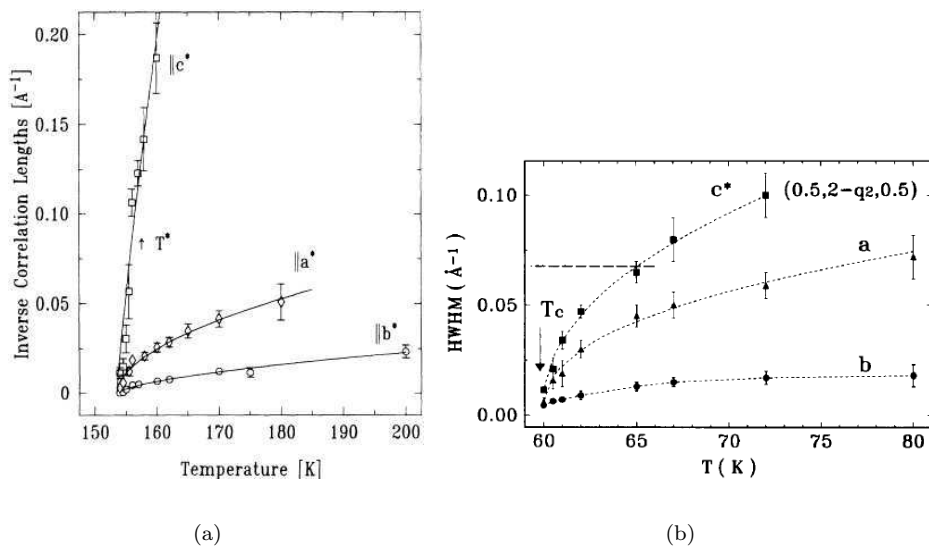 0.20
0.15
0.10
0.05
0
Inverse Correlation Lengths [A⁻¹]
‖c*
↑ T*
‖a*
‖b*
150 160 170 180 190 200
Temperature [K]
(a)
0.10
0.05
0.00
HWHM (Å⁻¹)
c* (0.5,2-q₂,0.5)
a
Tc
b
60 65 70 75 80
T(K)
(b)